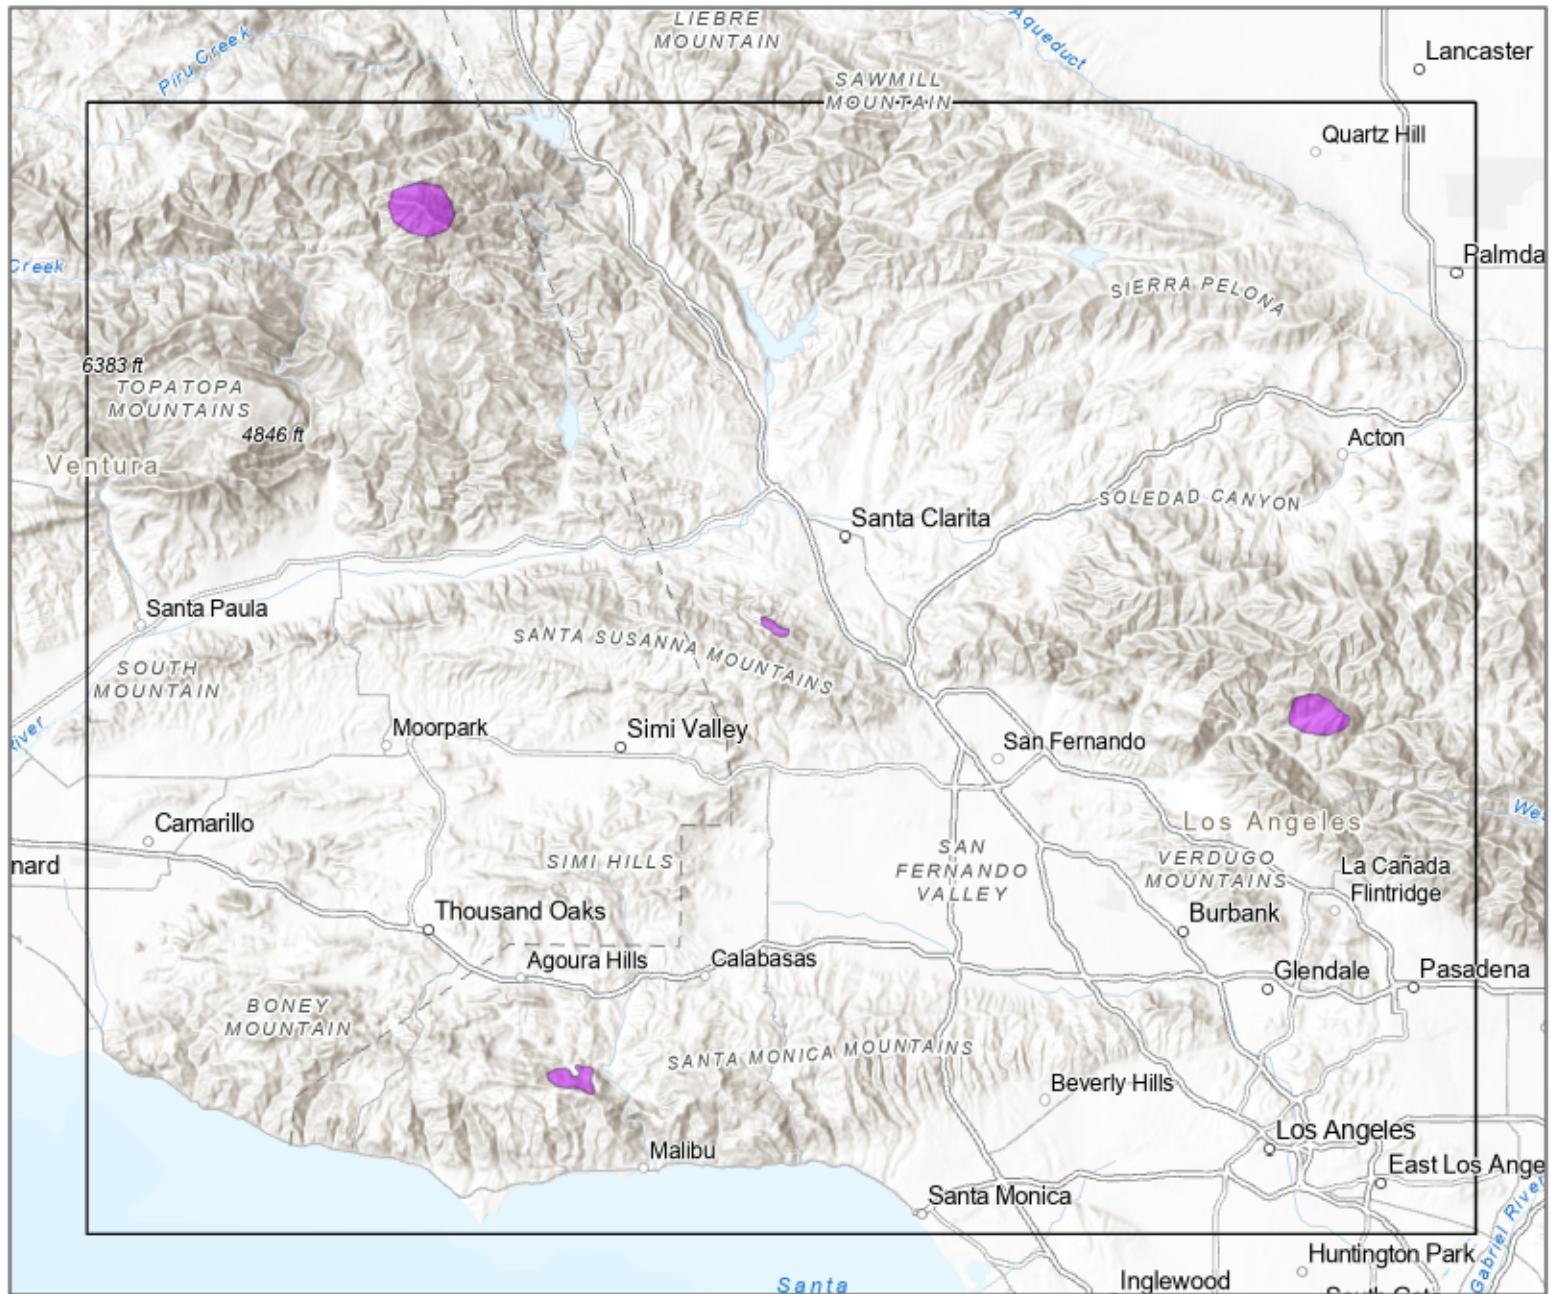 LIEBRE
MOUNTAIN
Aqueduct
Piru Creek
Lancaster
SAWMILL
MOUNTAIN
Quartz Hill
Palmda
Creek
SIERRA PELONA
6383 ft
TOPATOPA
MOUNTAINS
4846 ft
Acton
Ventura
SOLEDAD CANYON
Santa Clarita
Santa Paula
SANTA SUSANNA MOUNTAINS
SOUTH
MOUNTAIN
River
Moorpark
Simi Valley
San Fernando
Camarillo
Los Angeles
Wes
nard
SIMI HILLS
SAN
FERNANDO
VALLEY
VERDUGO
MOUNTAINS
La Cañada
Flintridge
Thousand Oaks
Burbank
Agoura Hills
Calabasas
Glendale
Pasadena
BONEY
MOUNTAIN
SANTA MONICA MOUNTAINS
Beverly Hills
Los Angeles
Malibu
East Los Ange
Santa Monica
Gabriel River
Huntington Park
Inglewood
Santa